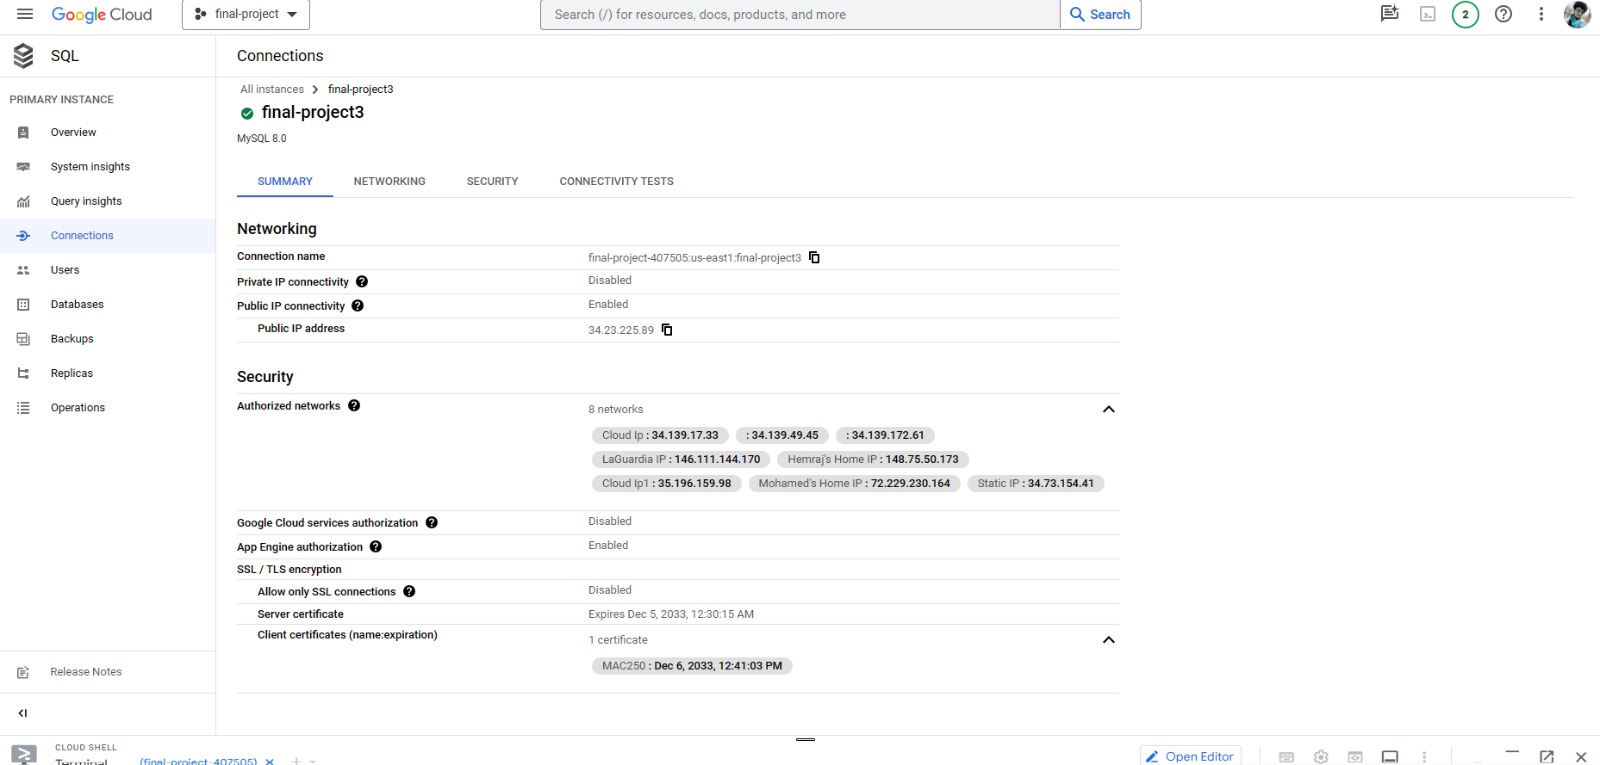 Google Cloud
final-project
Search (/) for resources, docs, products, and more
Search
2
SQL
Connections
PRIMARY INSTANCE
Overview
System insights
Query insights
Connections
Users
Databases
Backups
Replicas
Operations
Release Notes
All instances
final-project3
final-project3
MySQL 8.0
SUMMARY NETWORKING SECURITY CONNECTIVITY TESTS
Networking
Connection name final-project-407505:us-east1:final-project3
Private IP connectivity Disabled
Public IP connectivity Enabled
Public IP address 34.23.225.89
Security
Authorized networks 8 networks
Cloud Ip : 34.139.17.33 : 34.139.49.45 : 34.139.172.61
LaGuardia IP : 146.111.144.170 Hemraj's Home IP : 148.75.50.173
Cloud Ip1 : 35.196.159.98 Mohamed's Home IP : 72.229.230.164 Static IP : 34.73.154.41
Google Cloud services authorization Disabled
App Engine authorization Enabled
SSL / TLS encryption
Allow only SSL connections Disabled
Server certificate Expires Dec 5, 2033, 12:30:15 AM
Client certificates (name:expiration) 1 certificate
MAC250 : Dec 6, 2033, 12:41:03 PM
CLOUD SHELL
Terminal (final-project-407505)
Open Editor